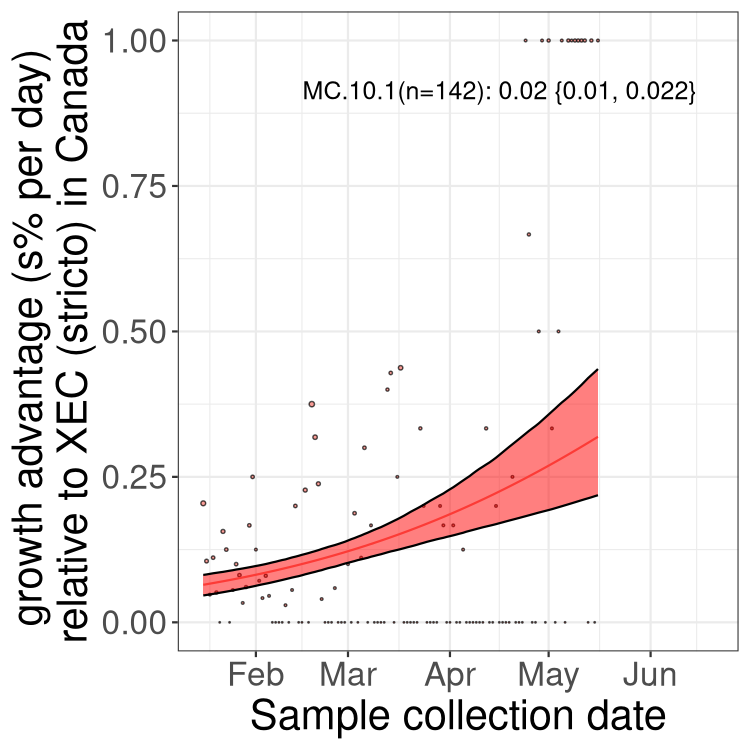 growth advantage (s% per day)
relative to XEC (stricto) in Canada
1.00
0.75
0.50
0.25
0.00
MC.10.1(n=142): 0.02 {0.01, 0.022}
Feb Mar Apr May Jun
Sample collection date